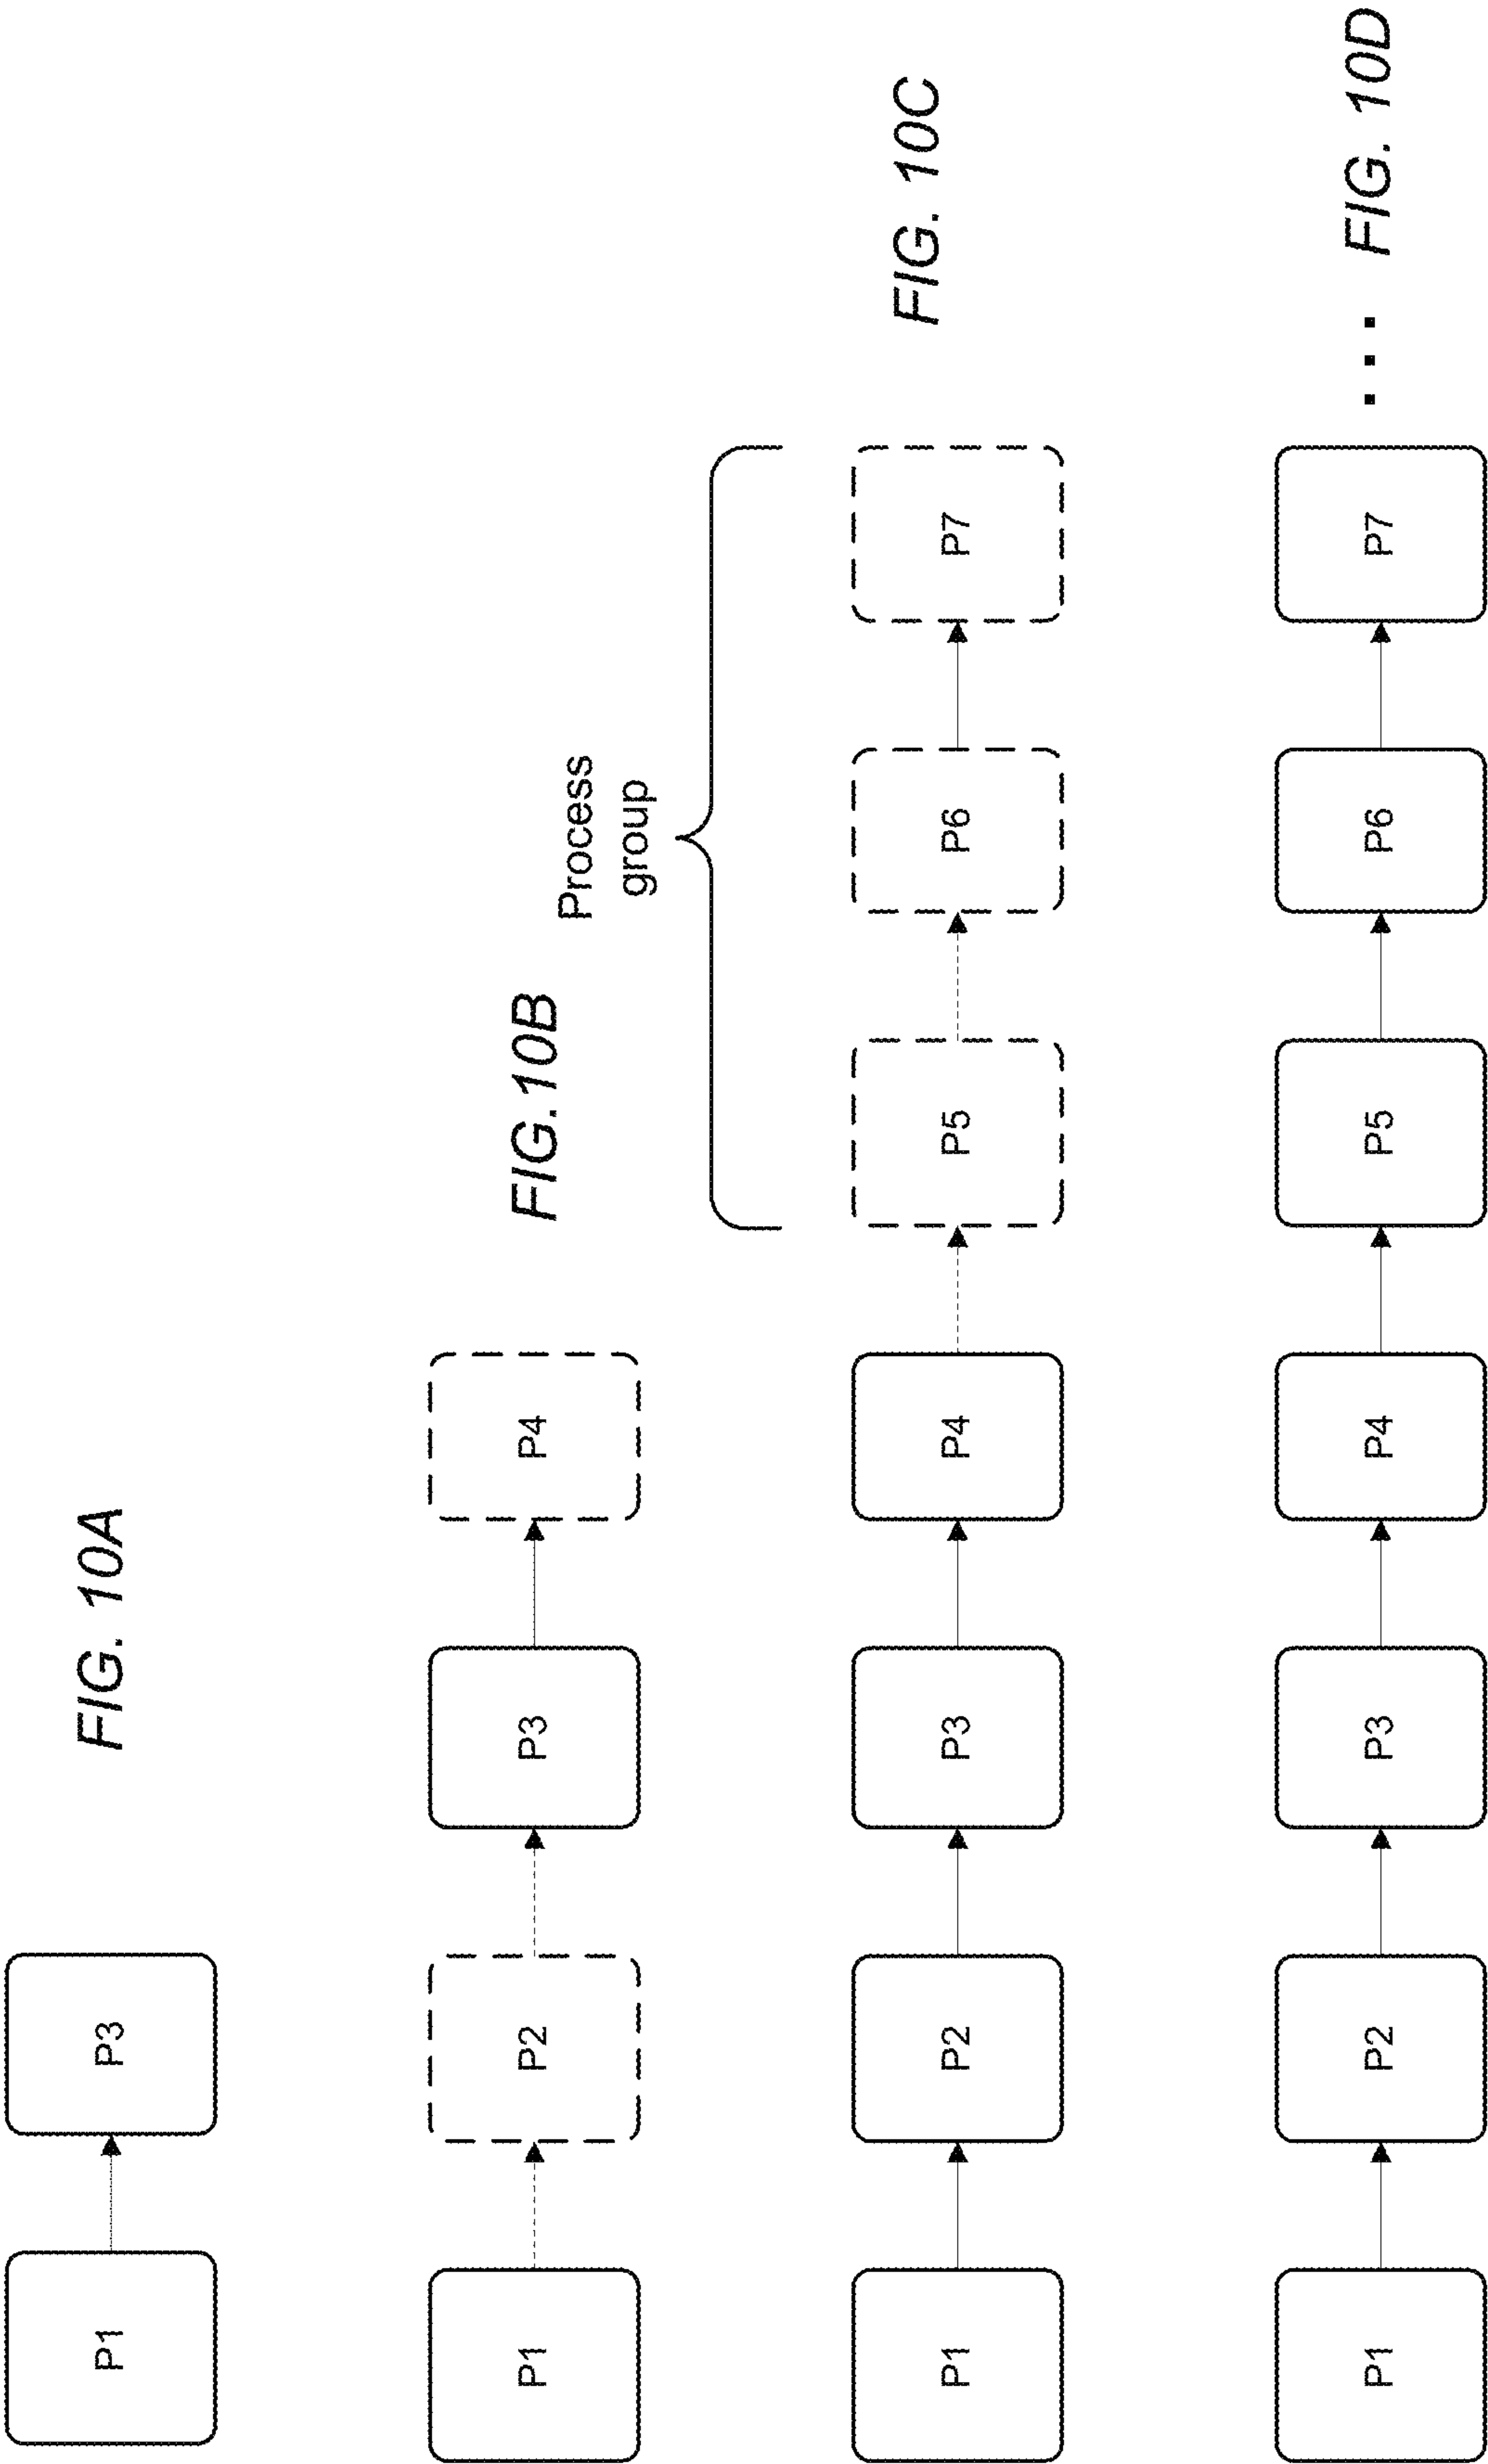 P1
P3
FIG. 10A
P1
P2
P3
P4
FIG.10B
Process
group
P1
P2
P3
P4
P5
P6
P7
FIG. 10C
P1
P2
P3
P4
P5
P6
P7
... FIG. 10D